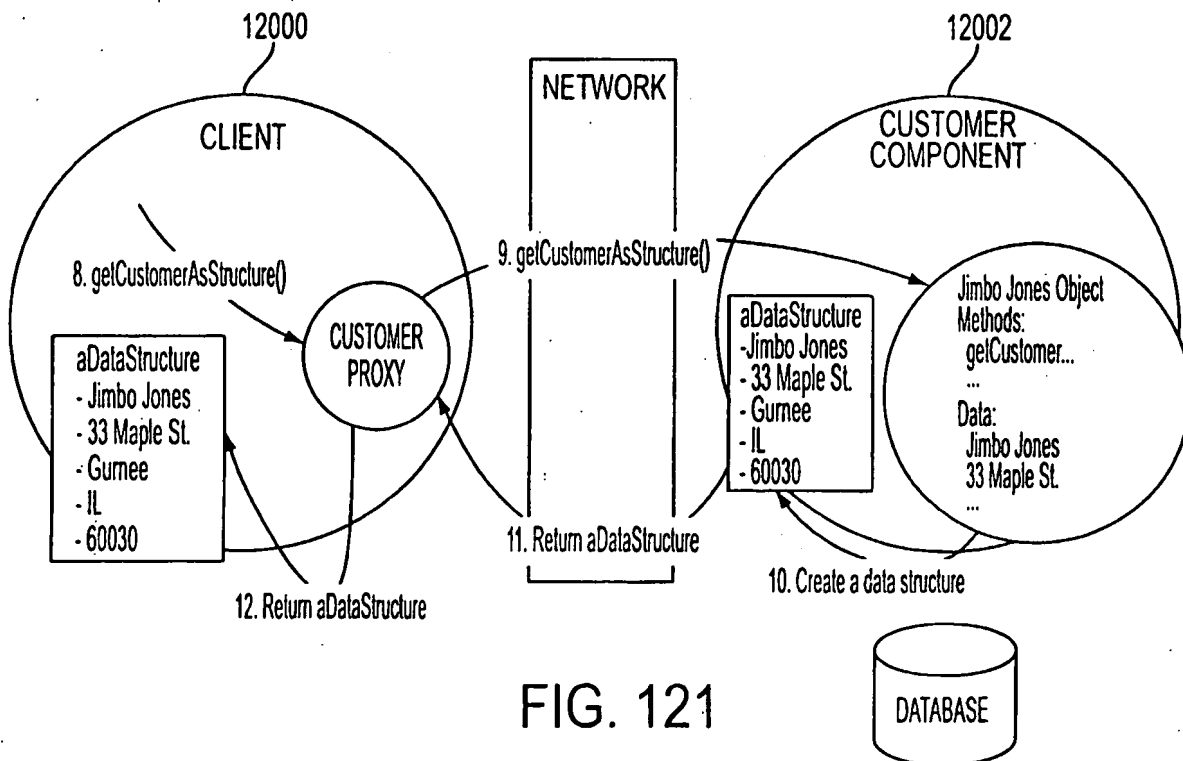 12000
12002
CLIENT
NETWORK
CUSTOMER
COMPONENT
8. getCustomerAsStructure()
9. getCustomerAsStructure()
CUSTOMER
PROXY
aDataStructure
- Jimbo Jones
- 33 Maple St.
- Gurnee
- IL
- 60030
aDataStructure
-Jimbo Jones
- 33 Maple St.
- Gurnee
- IL
- 60030
Jimbo Jones Object
Methods:
getCustomer...
...
Data:
Jimbo Jones
33 Maple St.
...
11. Return aDataStructure
10. Create a data structure
12. Return aDataStructure
DATABASE
FIG. 121